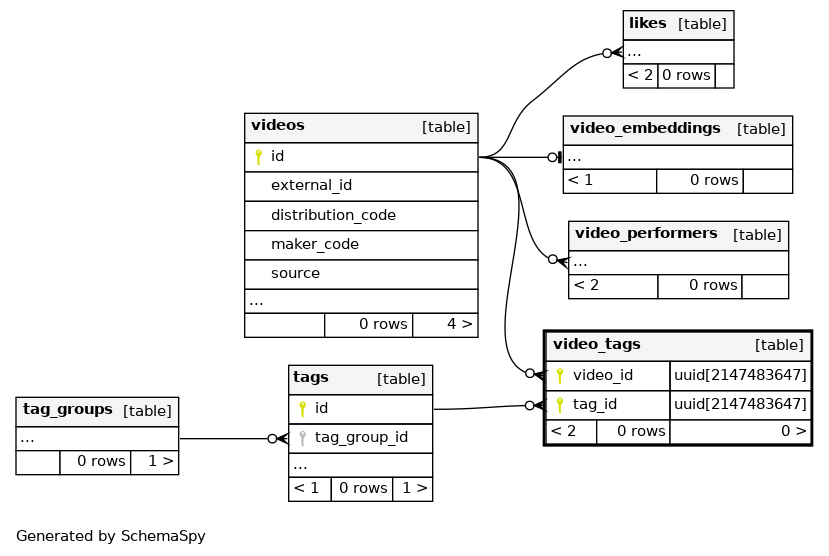 likes [table]
...
< 2 0 rows
videos [table]
id
external_id
distribution_code
maker_code
source
...
0 rows 4 >
video_embeddings [table]
...
< 1 0 rows
video_performers [table]
...
< 2 0 rows
video_tags [table]
video_id uuid[2147483647]
tag_id uuid[2147483647]
< 2 0 rows 0 >
tags [table]
id
tag_group_id
...
< 1 0 rows 1 >
tag_groups [table]
...
0 rows 1 >
Generated by SchemaSpy